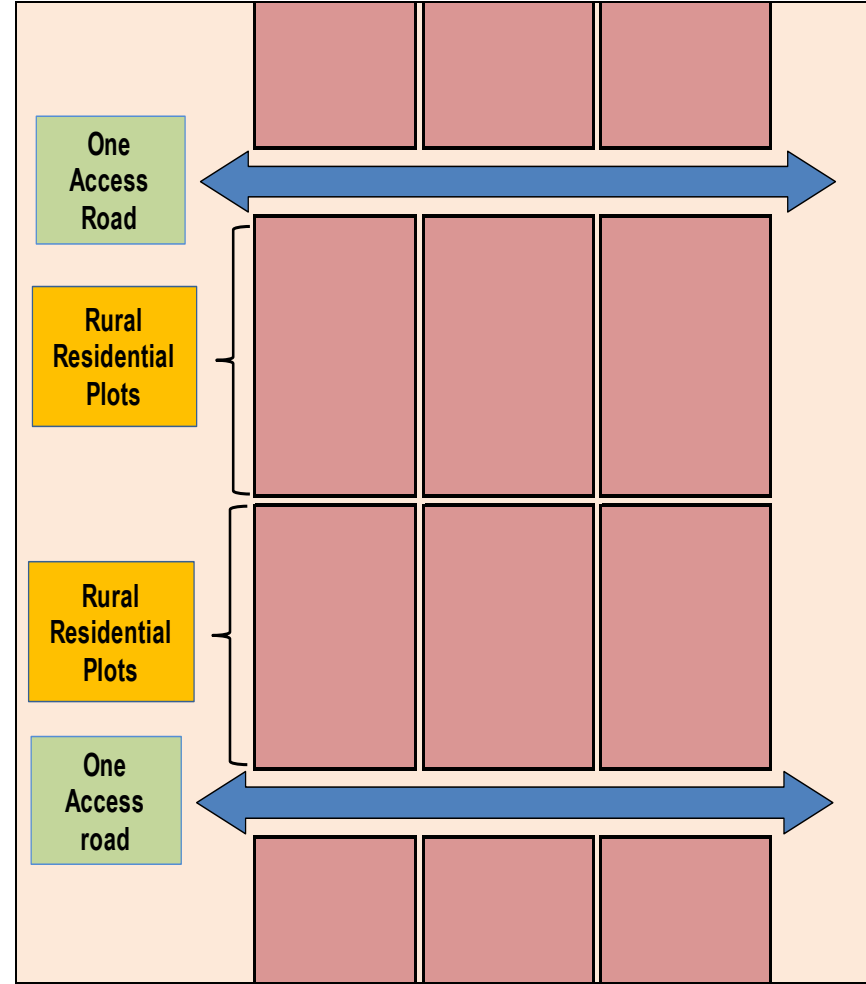 One
Access
Road
Rural
Residential
Plots
Rural
Residential
Plots
One
Access
road